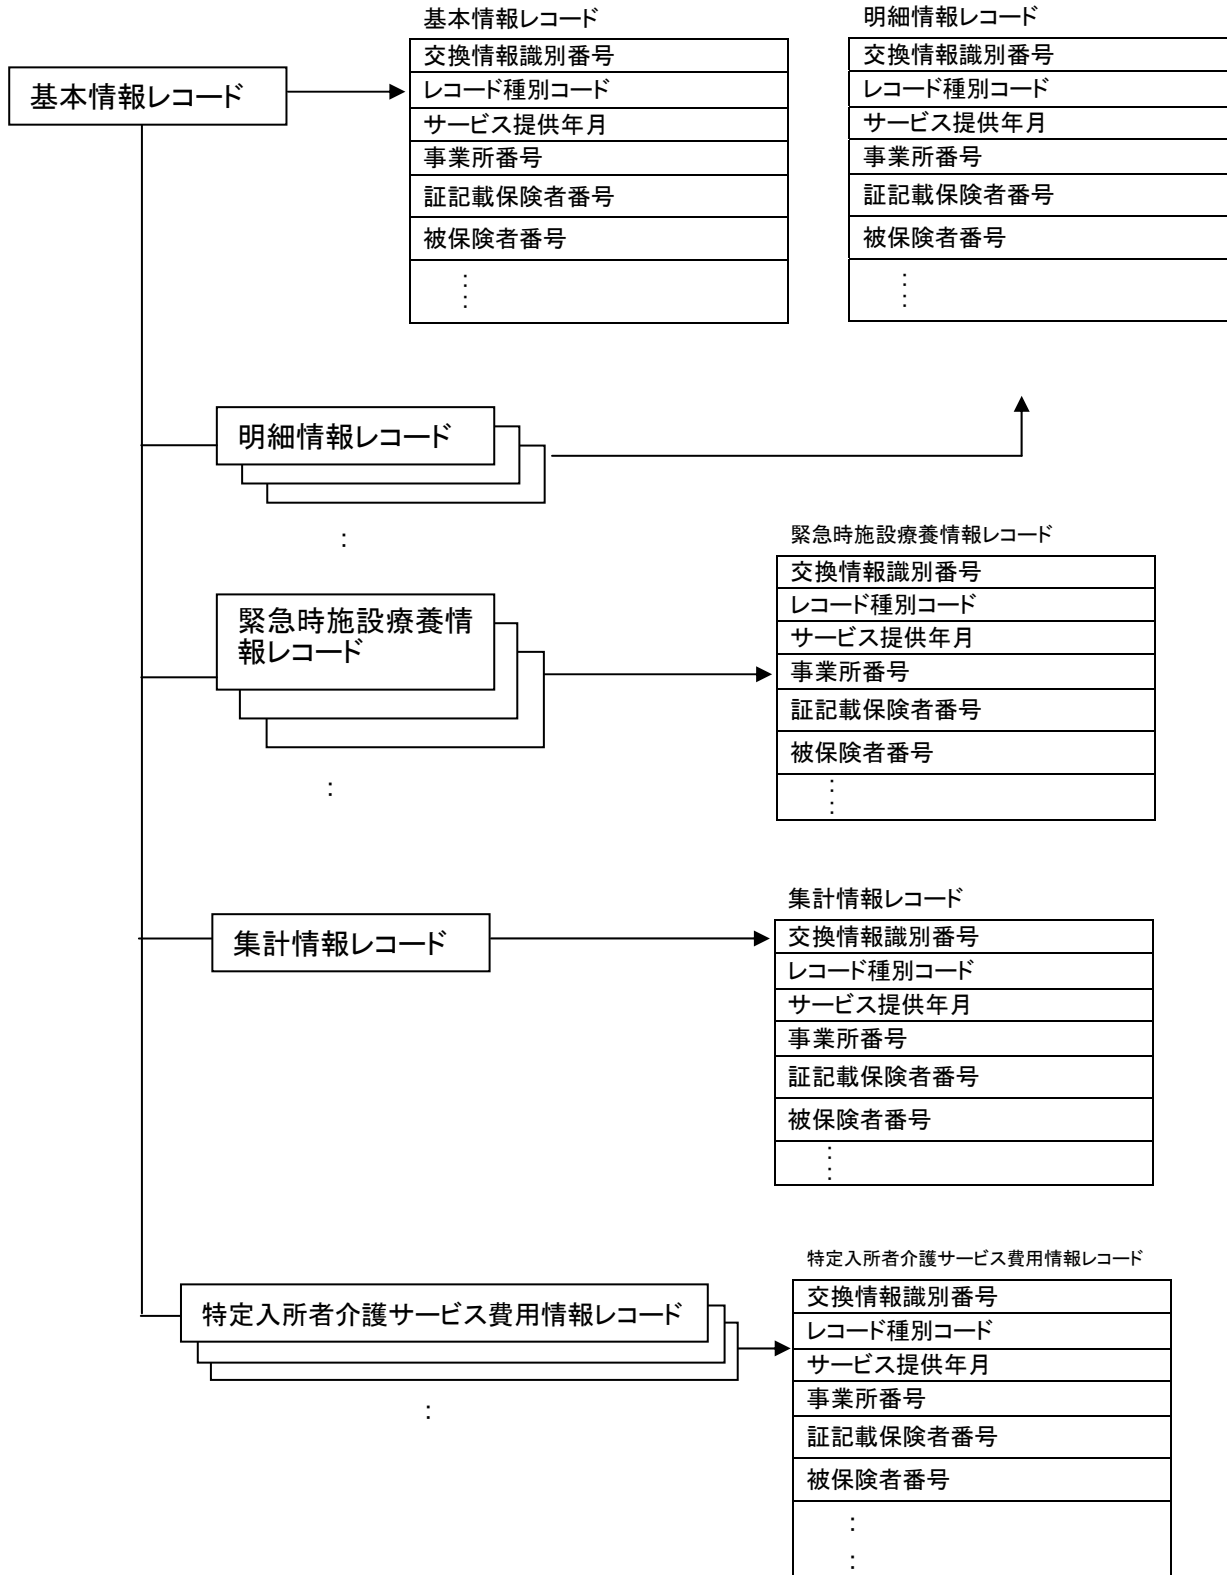 基本情報レコード
基本情報レコード
交換情報識別番号
レコード種別コード
サービス提供年月
事業所番号
証記載保険者番号
被保険者番号
:
:
明細情報レコード
交換情報識別番号
レコード種別コード
サービス提供年月
事業所番号
証記載保険者番号
被保険者番号
:
:
明細情報レコード
:
緊急時施設療養情
報レコード
:
緊急時施設療養情報レコード
交換情報識別番号
レコード種別コード
サービス提供年月
事業所番号
証記載保険者番号
被保険者番号
:
:
集計情報レコード
集計情報レコード
交換情報識別番号
レコード種別コード
サービス提供年月
事業所番号
証記載保険者番号
被保険者番号
:
:
特定入所者介護サービス費用情報レコード
:
特定入所者介護サービス費用情報レコード
交換情報識別番号
レコード種別コード
サービス提供年月
事業所番号
証記載保険者番号
被保険者番号
:
: